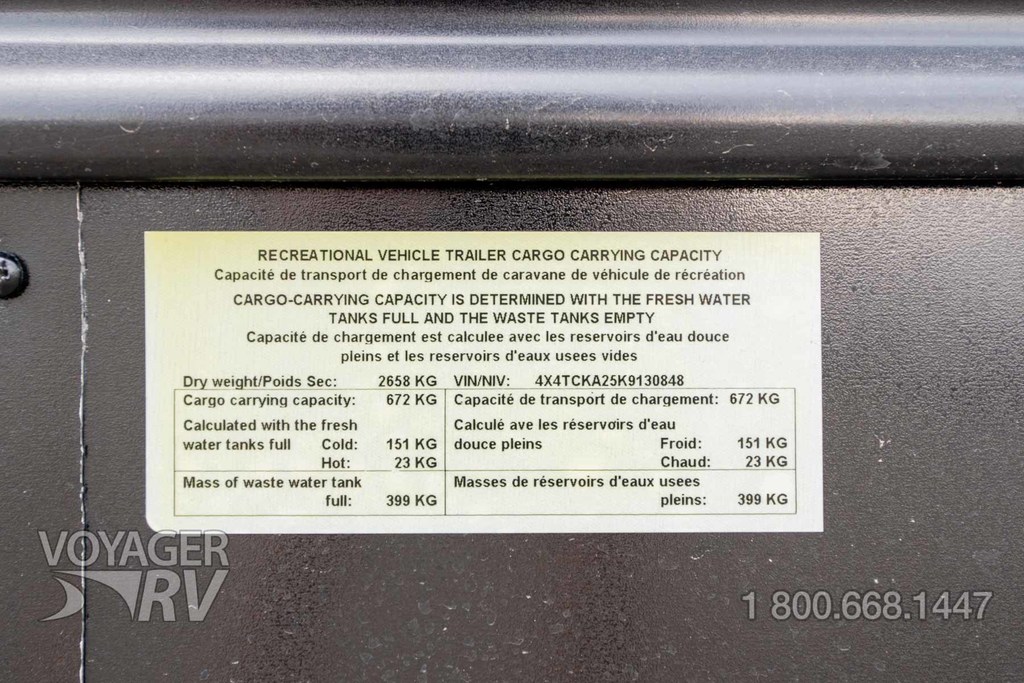 RECREATIONAL VEHICLE TRAILER CARGO CARRYING CAPACITY
Capacité de transport de chargement de caravane de véhicule de récréation
CARGO-CARRYING CAPACITY IS DETERMINED WITH THE FRESH WATER
TANKS FULL AND THE WASTE TANKS EMPTY
Capacité de chargement est calculee avec les reservoirs d'eau douce
pleins et les reservoirs d'eaux usees vides
Dry weight/Poids Sec: 2658 KG VIN/NIV: 4X4TCKA25K9130848
Cargo carrying capacity: 672 KG Capacité de transport de chargement: 672 KG
Calculated with the fresh Calculé ave les réservoirs d'eau
water tanks full Cold: 151 KG douce pleins Froid: 151 KG
Hot: 23 KG Chaud: 23 KG
Mass of waste water tank Masses de réservoirs d'eaux usees
full: 399 KG pleins: 399 KG
VOYAGER
RV
1 800.668.1447